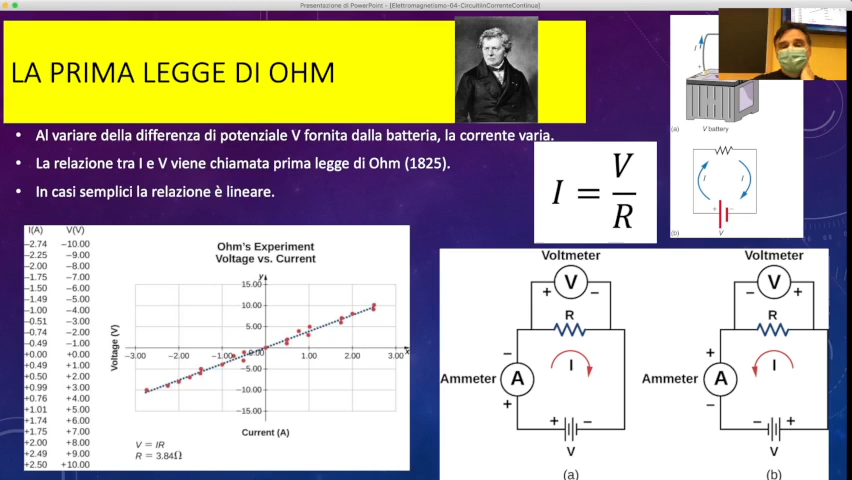 Presentazione di PowerPoint - [Elettromagnetismo-04-CircuitiinCorrenteContinua]
LA PRIMA LEGGE DI OHM
• Al variare della differenza di potenziale V fornita dalla batteria, la corrente varia.
• La relazione tra I e V viene chiamata prima legge di Ohm (1825).
• In casi semplici la relazione è lineare.
I = V/R
I
+
(a)
V battery
I
I
+ −
(b)
V
I(A) V(V)
−2.74 −10.00
−2.25 −9.00
−2.00 −8.00
−1.75 −7.00
−1.50 −6.00
−1.49 −5.00
−1.00 −4.00
−0.51 −3.00
−0.74 −2.00
−0.49 −1.00
+0.00 +0.00
+0.49 +1.00
+0.50 +2.00
+0.99 +3.00
+0.76 +4.00
+1.01 +5.00
+1.74 +6.00
+1.75 +7.00
+2.00 +8.00
+2.49 +9.00
+2.50 +10.00
Ohm's Experiment
Voltage vs. Current
y
15.00
10.00
5.00
−3.00 −2.00 −1.00 0.00 1.00 2.00 3.00 x
−5.00
−10.00
−15.00
Voltage (V)
Current (A)
V = IR
R = 3.84Ω
Voltmeter
V
+ −
R
I
−
Ammeter A
+
+ −
V
(a)
Voltmeter
V
− +
R
I
+
Ammeter A
−
− +
V
(b)